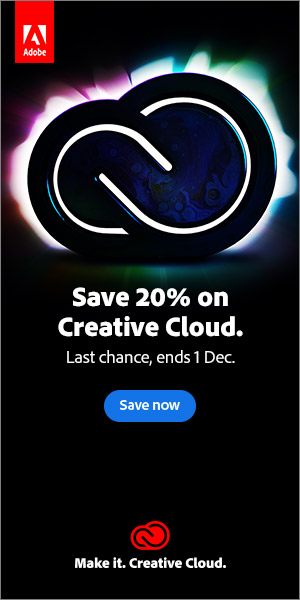 Adobe
Save 20% on
Creative Cloud.
Last chance, ends 1 Dec.
Save now
Make it. Creative Cloud.